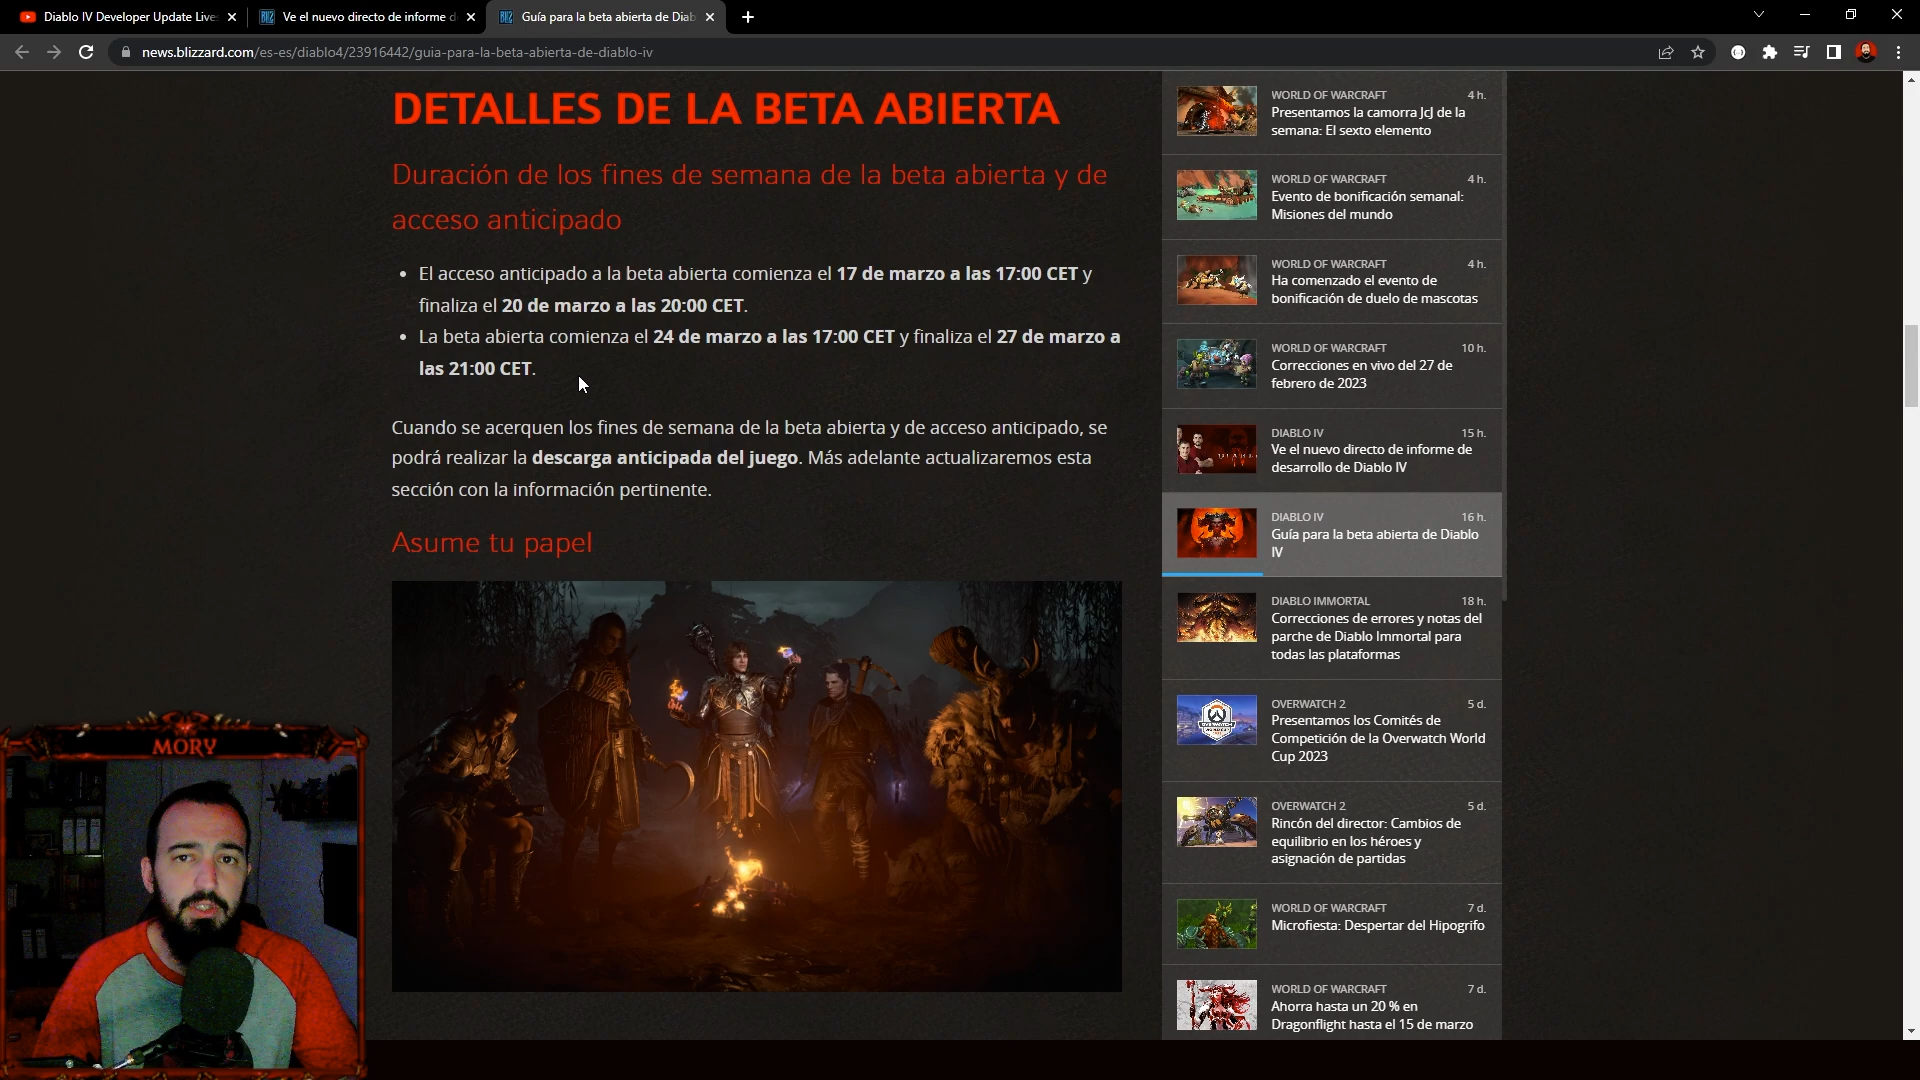 Diablo IV Developer Update Live
Ve el nuevo directo de informe d
Guía para la beta abierta de Diab
news.blizzard.com/es-es/diablo4/23916442/guia-para-la-beta-abierta-de-diablo-iv
DETALLES DE LA BETA ABIERTA
Duración de los fines de semana de la beta abierta y de
acceso anticipado
• El acceso anticipado a la beta abierta comienza el 17 de marzo a las 17:00 CET y
finaliza el 20 de marzo a las 20:00 CET.
• La beta abierta comienza el 24 de marzo a las 17:00 CET y finaliza el 27 de marzo a
las 21:00 CET.
Cuando se acerquen los fines de semana de la beta abierta y de acceso anticipado, se
podrá realizar la descarga anticipada del juego. Más adelante actualizaremos esta
sección con la información pertinente.
Asume tu papel
MORY
WORLD OF WARCRAFT 4 h.
Presentamos la camorra JcJ de la
semana: El sexto elemento
WORLD OF WARCRAFT 4 h.
Evento de bonificación semanal:
Misiones del mundo
WORLD OF WARCRAFT 4 h.
Ha comenzado el evento de
bonificación de duelo de mascotas
WORLD OF WARCRAFT 10 h.
Correcciones en vivo del 27 de
febrero de 2023
DIABLO IV 15 h.
Ve el nuevo directo de informe de
desarrollo de Diablo IV
DIABLO IV 16 h.
Guía para la beta abierta de Diablo
IV
DIABLO IMMORTAL 18 h.
Correcciones de errores y notas del
parche de Diablo Immortal para
todas las plataformas
OVERWATCH 2 5 d.
Presentamos los Comités de
Competición de la Overwatch World
Cup 2023
OVERWATCH 2 5 d.
Rincón del director: Cambios de
equilibrio en los héroes y
asignación de partidas
WORLD OF WARCRAFT 7 d.
Microfiesta: Despertar del Hipogrifo
WORLD OF WARCRAFT 7 d.
Ahorra hasta un 20 % en
Dragonflight hasta el 15 de marzo